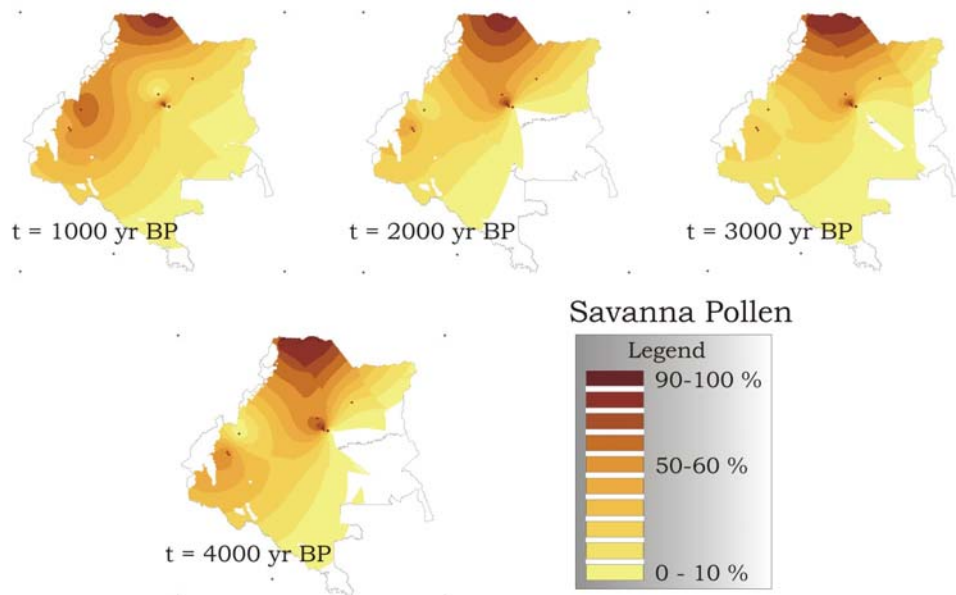 t = 1000 yr BP
t = 2000 yr BP
t = 3000 yr BP
t = 4000 yr BP
Savanna Pollen
Legend
90-100 %
50-60 %
0 - 10 %